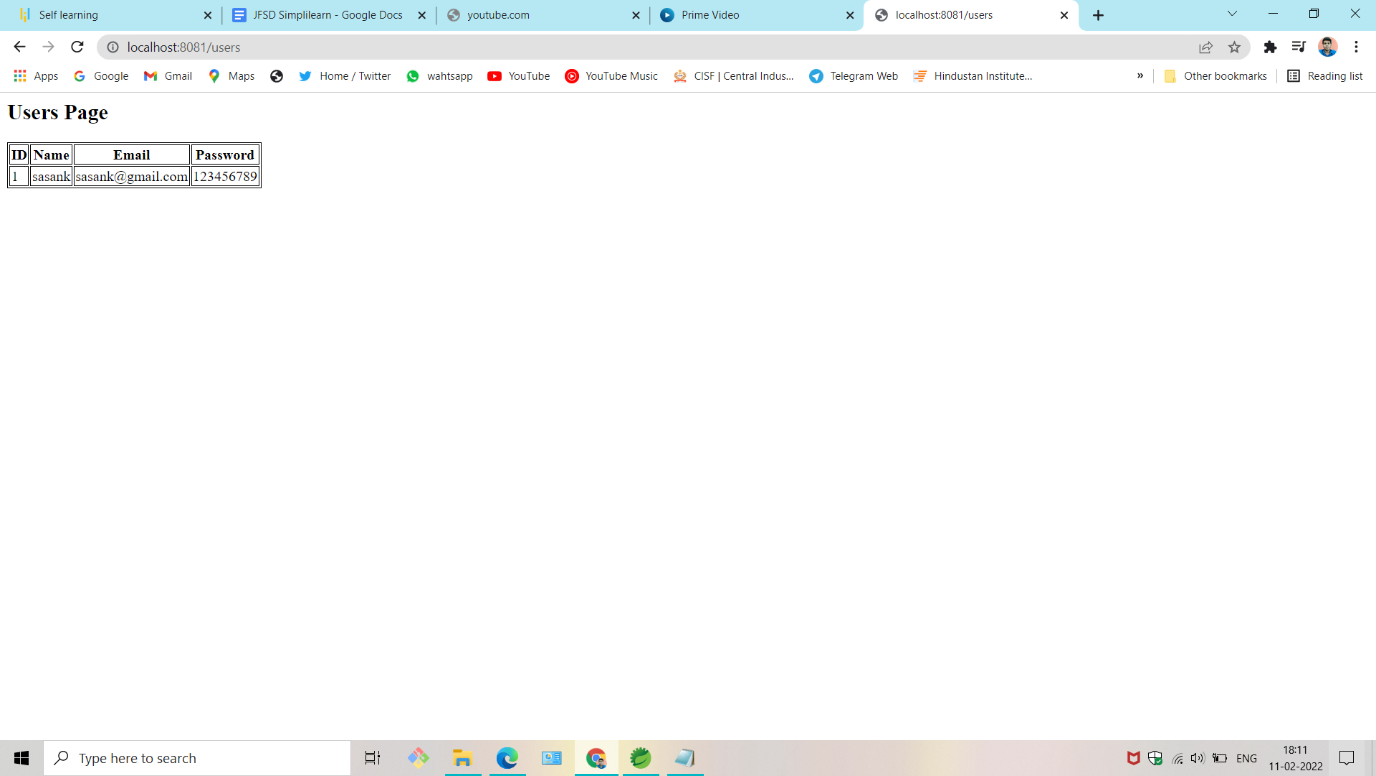 Self learning
JFSD Simplilearn - Google Docs
youtube.com
Prime Video
localhost:8081/users
localhost:8081/users
Apps Google Gmail Maps Home / Twitter wahtsapp YouTube YouTube Music CISF | Central Indus... Telegram Web Hindustan Institute... » Other bookmarks Reading list
Users Page
ID Name Email Password
1 sasank sasank@gmail.com 123456789
Type here to search
ENG
18:11
11-02-2022